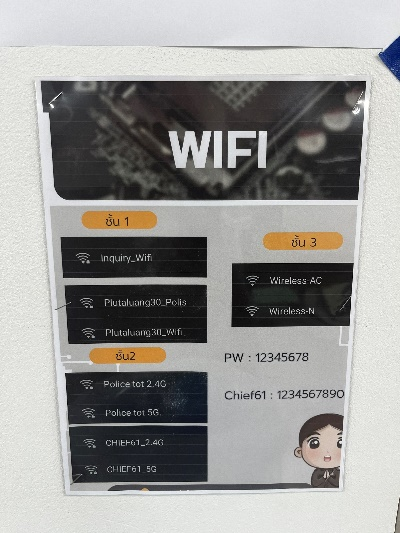 WIFI
ชั้น 1
Inquiry_Wifi
Plutaluang30_Polis
Plutaluang30_Wifi
ชั้น2
Police tot 2.4G
Police tot 5G
CHIEF61_2.4G
CHIEF61_5G
ชั้น 3
Wireless AC
Wireless-N
PW : 12345678
Chief61 : 1234567890